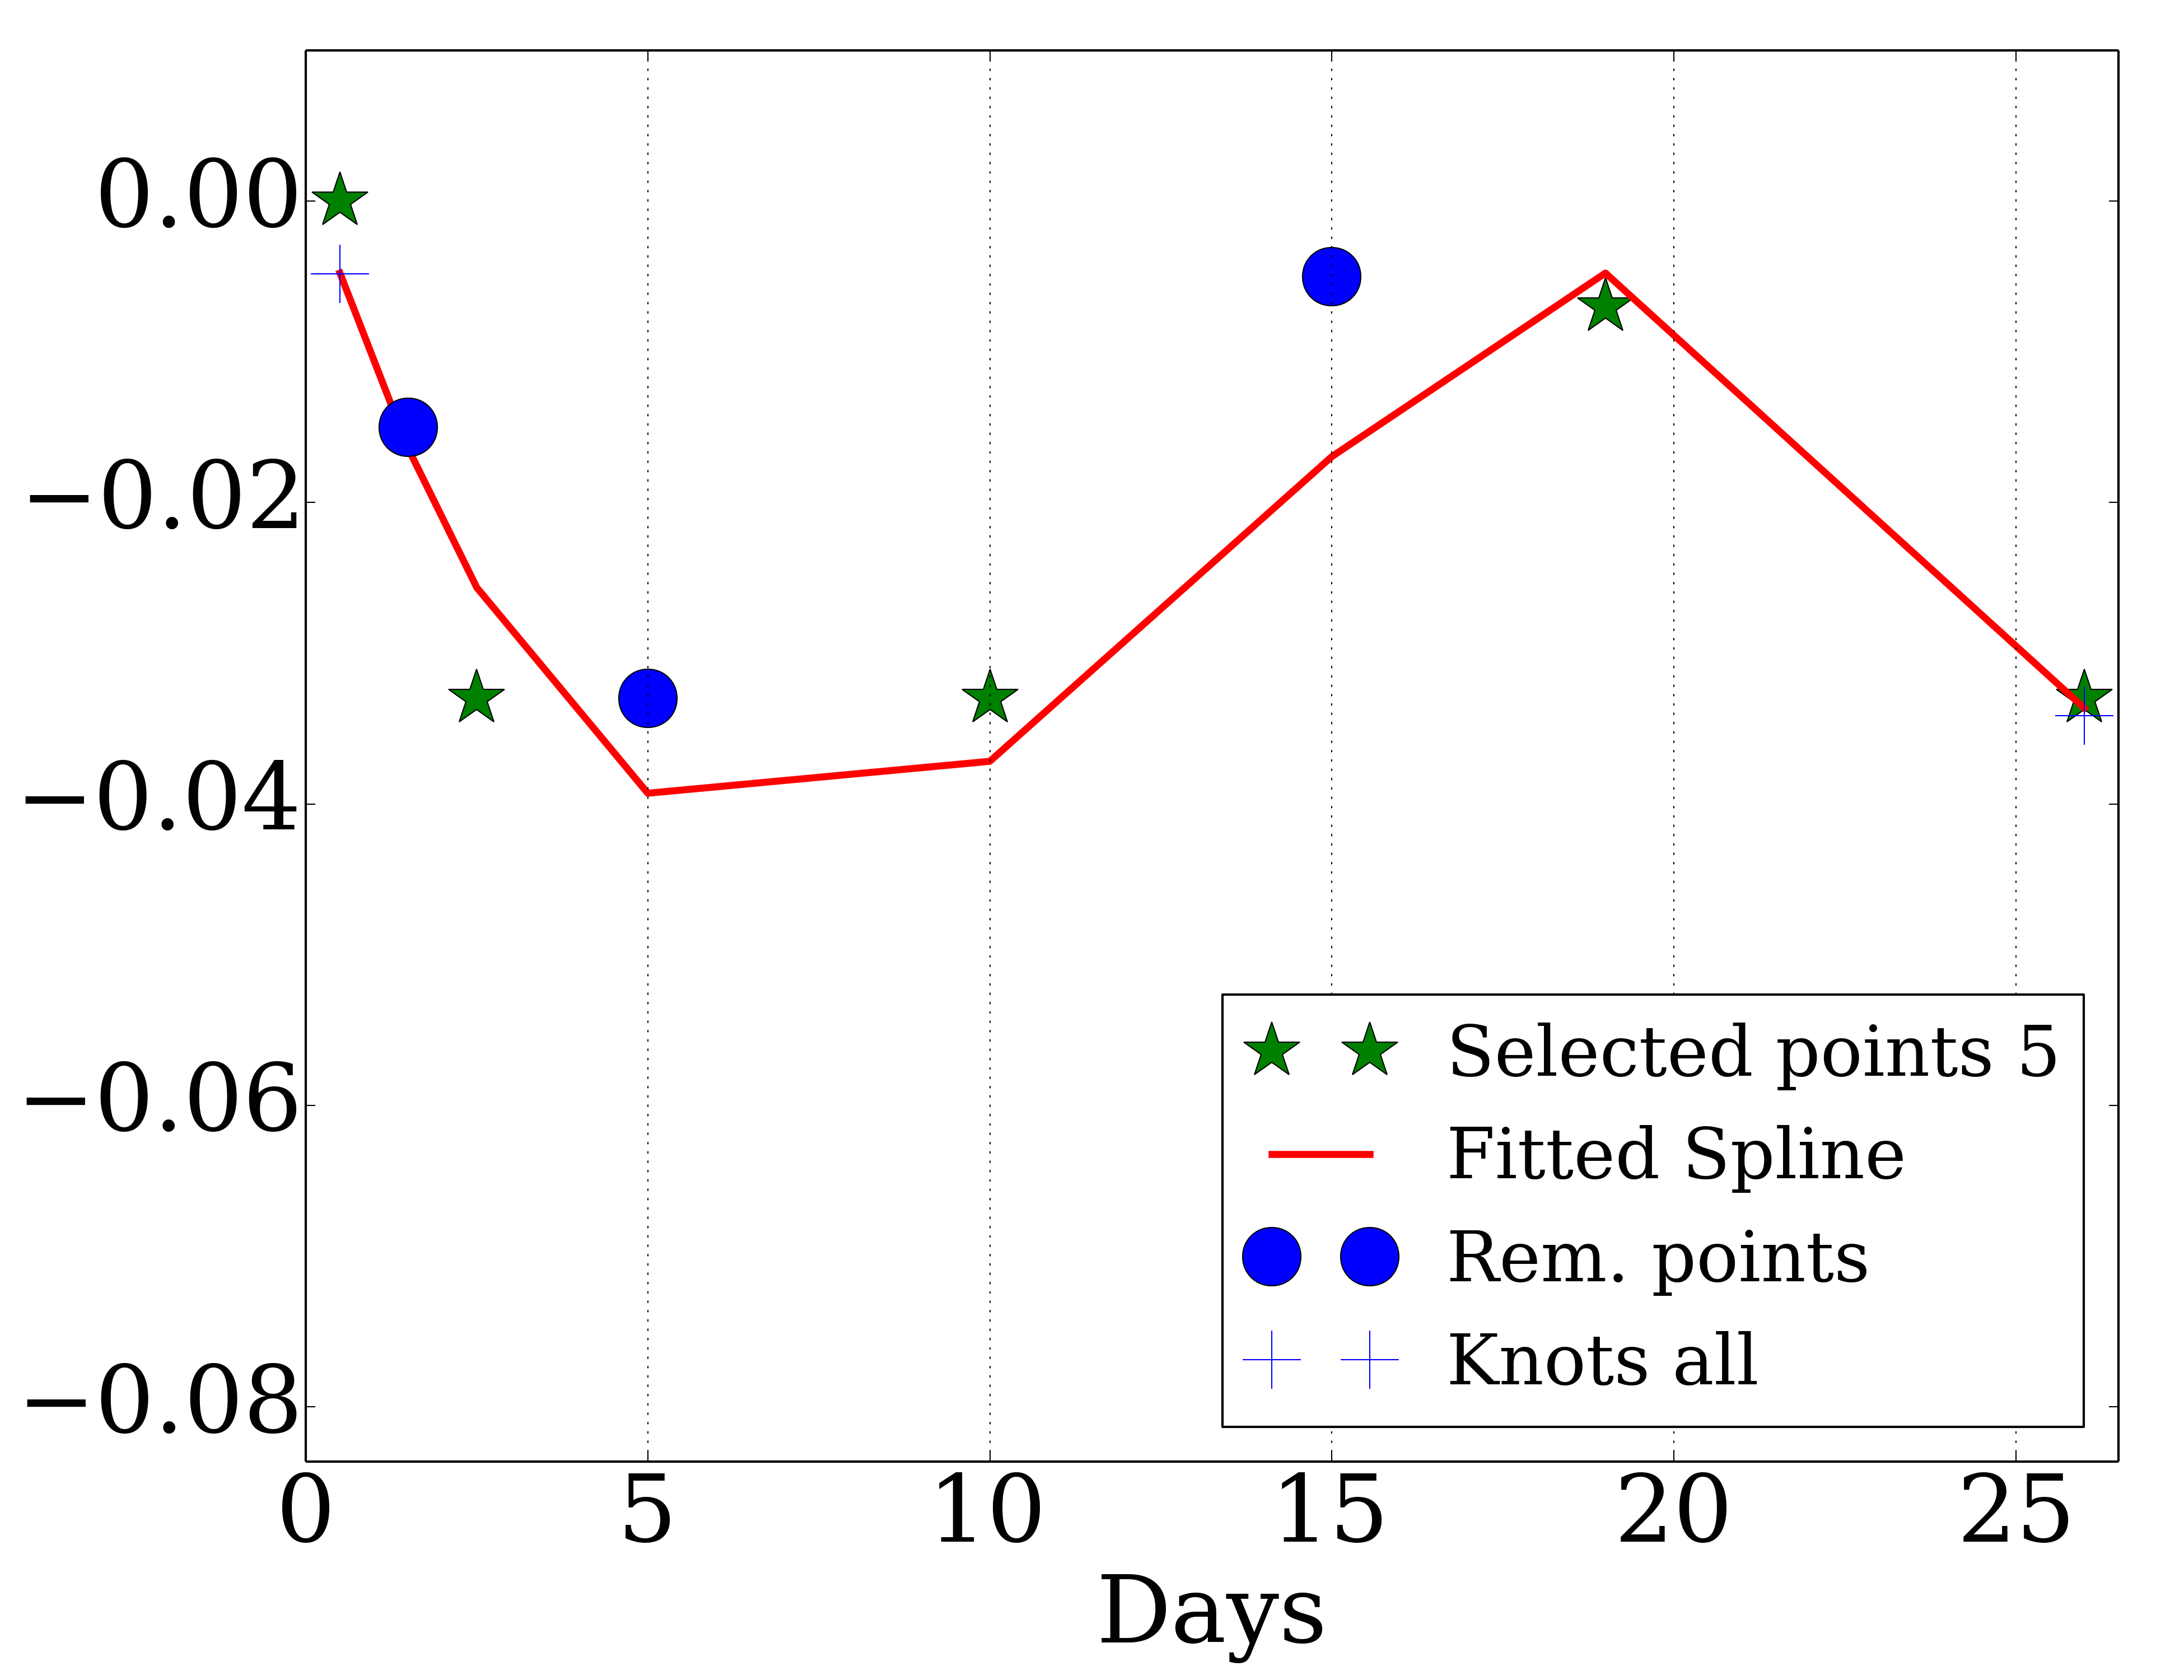 0.00
−0.02
−0.04
−0.06
−0.08
Selected points 5
Fitted Spline
Rem. points
Knots all
0 5 10 15 20 25
Days